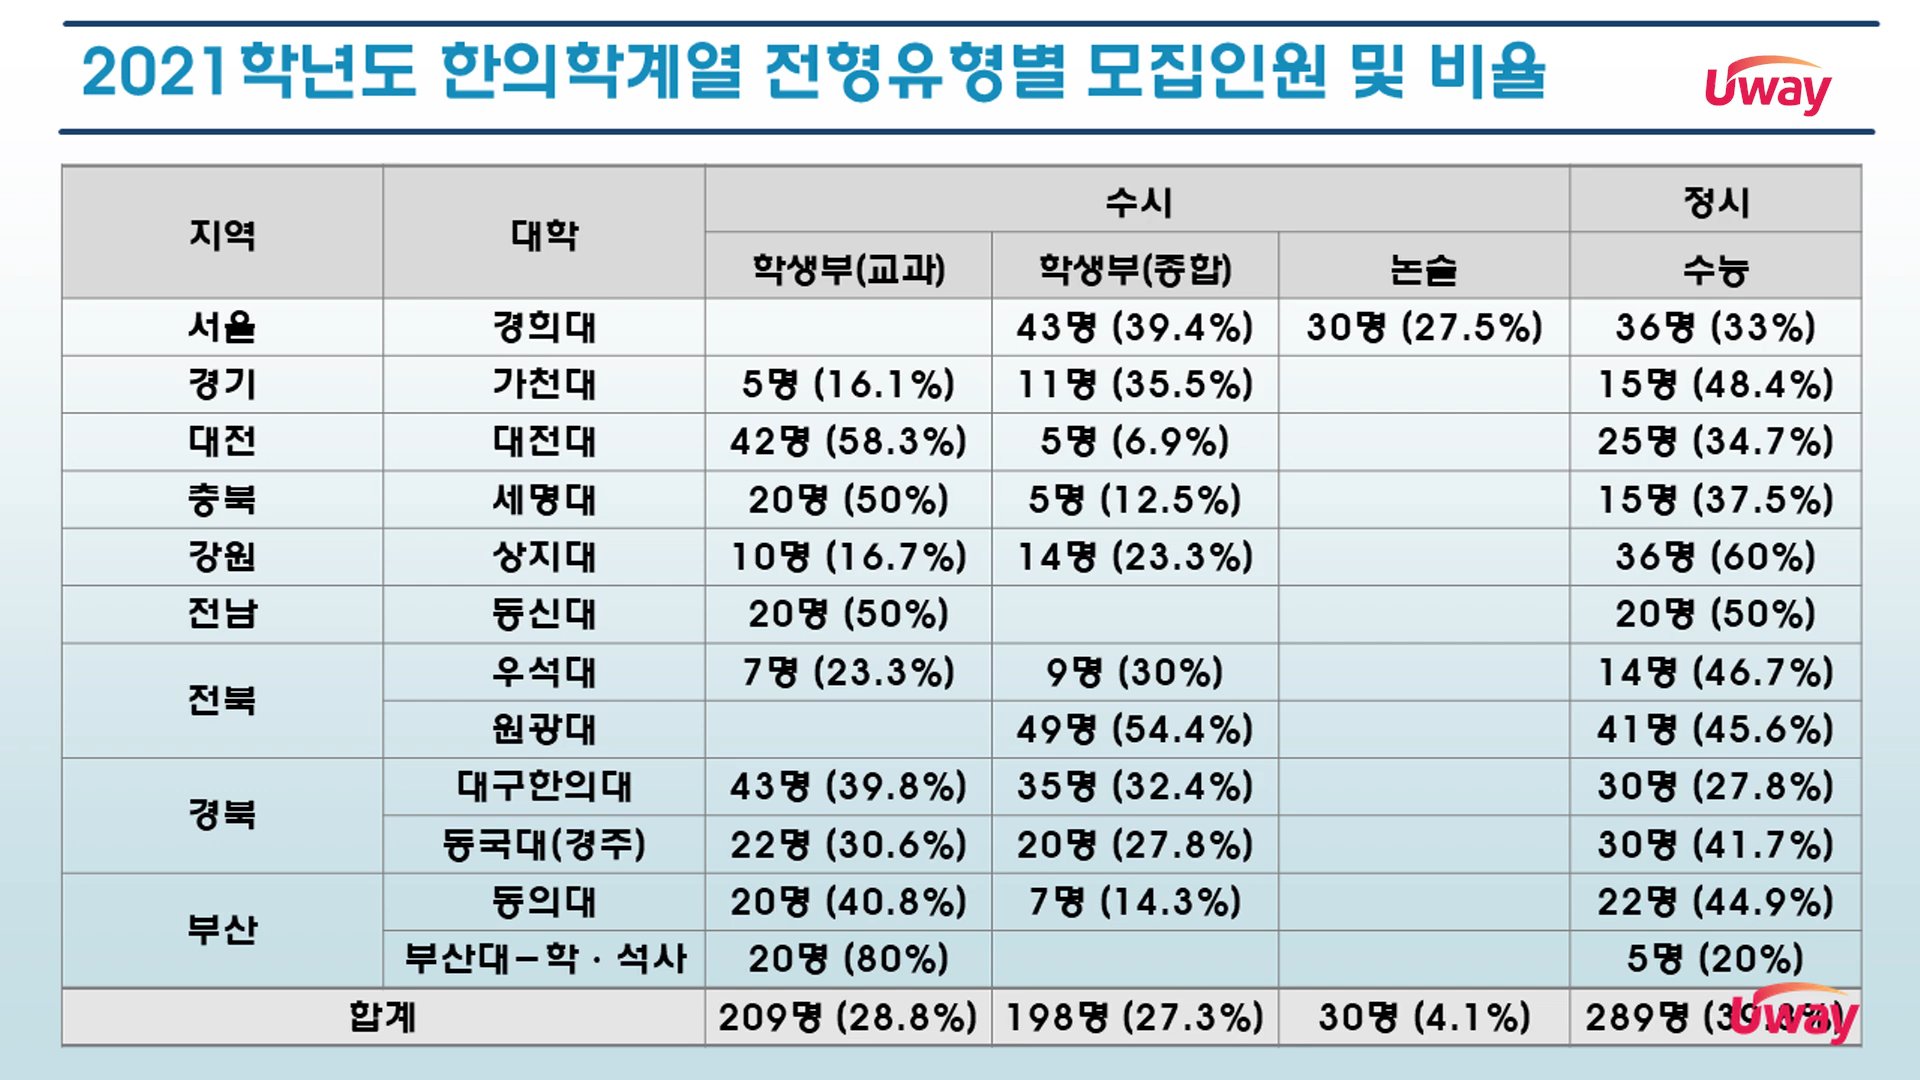 2021학년도 한의학계열 전형유형별 모집인원 및 비율
Uway
지역 대학 수시 정시
학생부(교과) 학생부(종합) 논술 수능
서울 경희대 43명 (39.4%) 30명 (27.5%) 36명 (33%)
경기 가천대 5명 (16.1%) 11명 (35.5%) 15명 (48.4%)
대전 대전대 42명 (58.3%) 5명 (6.9%) 25명 (34.7%)
충북 세명대 20명 (50%) 5명 (12.5%) 15명 (37.5%)
강원 상지대 10명 (16.7%) 14명 (23.3%) 36명 (60%)
전남 동신대 20명 (50%) 20명 (50%)
전북 우석대 7명 (23.3%) 9명 (30%) 14명 (46.7%)
원광대 49명 (54.4%) 41명 (45.6%)
경북 대구한의대 43명 (39.8%) 35명 (32.4%) 30명 (27.8%)
동국대(경주) 22명 (30.6%) 20명 (27.8%) 30명 (41.7%)
부산 동의대 20명 (40.8%) 7명 (14.3%) 22명 (44.9%)
부산대-학·석사 20명 (80%) 5명 (20%)
합계 209명 (28.8%) 198명 (27.3%) 30명 (4.1%) 289명
Uway